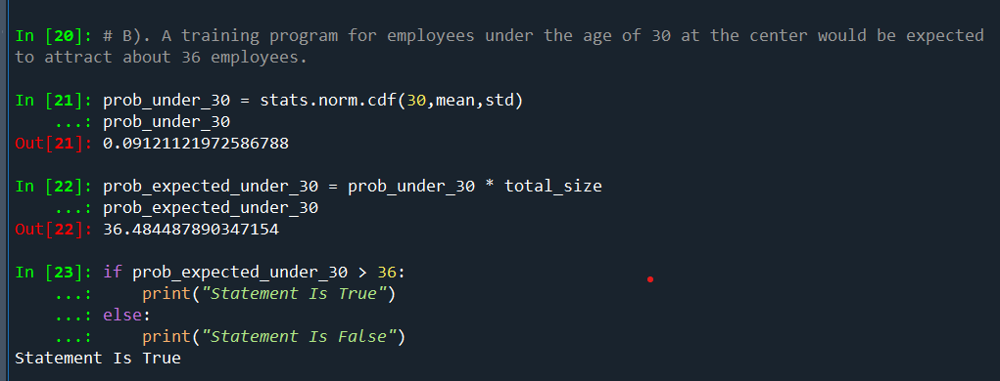 In [20]: # B). A training program for employees under the age of 30 at the center would be expected
to attract about 36 employees.
In [21]: prob_under_30 = stats.norm.cdf(30,mean,std)
...: prob_under_30
Out[21]: 0.09121121972586788
In [22]: prob_expected_under_30 = prob_under_30 * total_size
...: prob_expected_under_30
Out[22]: 36.484487890347154
In [23]: if prob_expected_under_30 > 36:
...:     print("Statement Is True")
...: else:
...:     print("Statement Is False")
Statement Is True